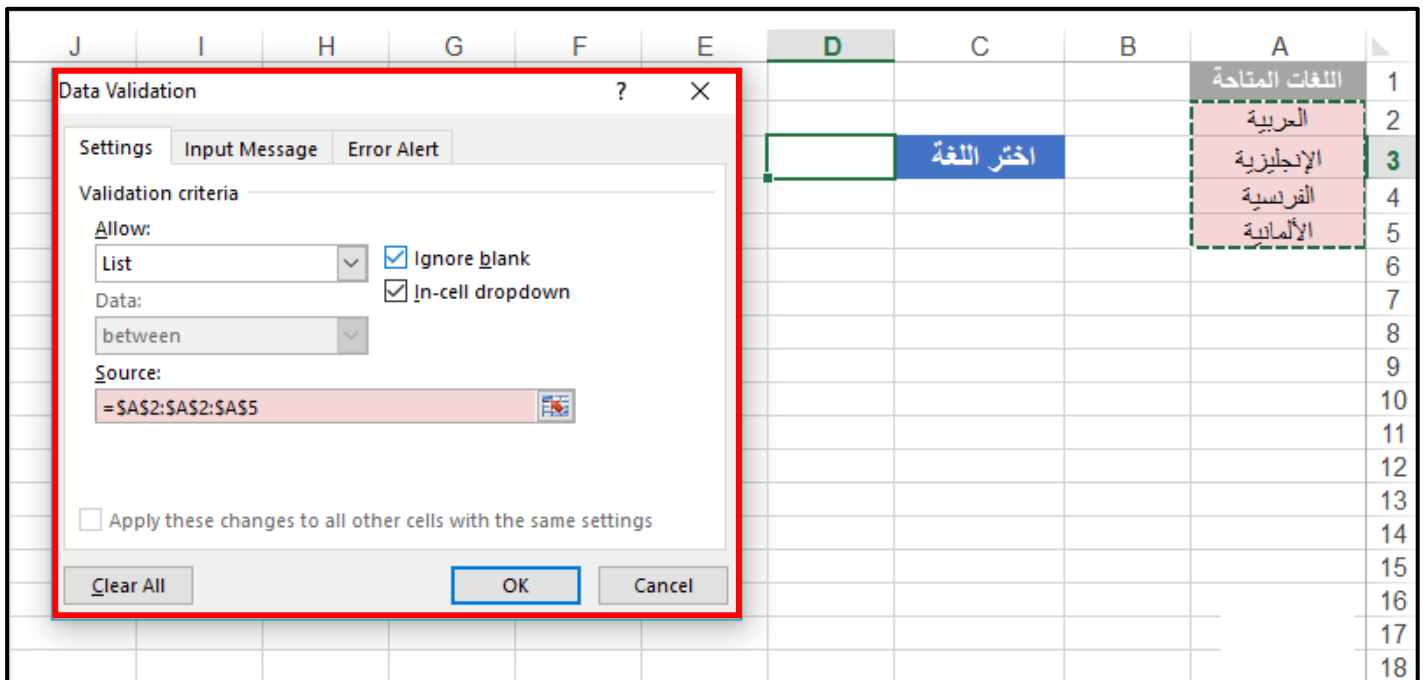 J I H G F E D C B A
اللغات المتاحة 1
العربية 2
اختر اللغة الإنجليزية 3
الفرنسية 4
الألمانية 5
6
7
8
9
10
11
12
13
14
15
16
17
18
Data Validation ? ×
Settings Input Message Error Alert
Validation criteria
Allow:
List Ignore blank
Data: In-cell dropdown
between
Source:
=$A$2:$A$2:$A$5
Apply these changes to all other cells with the same settings
Clear All OK Cancel